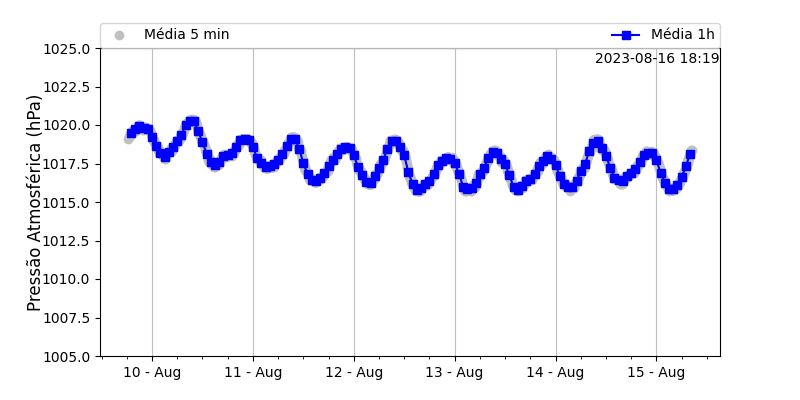 Média 5 min
Média 1h
2023-08-16 18:19
Pressão Atmosférica (hPa)
1025.0
1022.5
1020.0
1017.5
1015.0
1012.5
1010.0
1007.5
1005.0
10 - Aug
11 - Aug
12 - Aug
13 - Aug
14 - Aug
15 - Aug